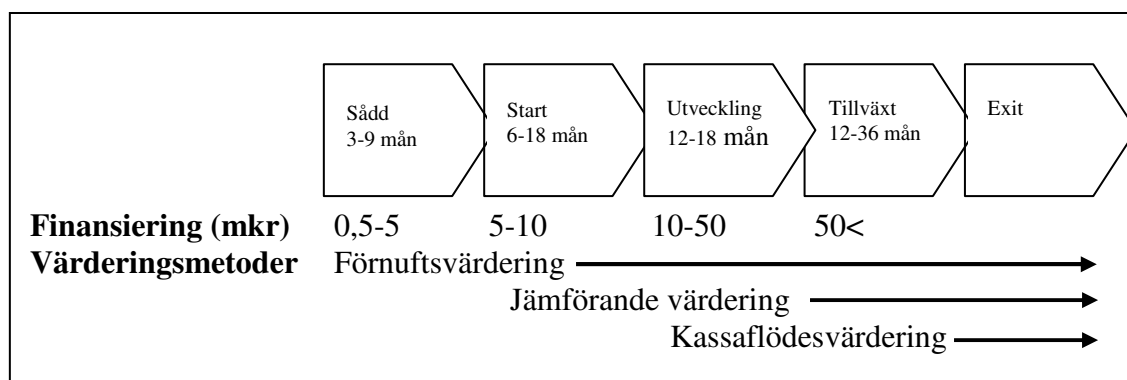 Sådd
3-9 mån
Start
6-18 mån
Utveckling
12-18 mån
Tillväxt
12-36 mån
Exit
Finansiering (mkr) 0,5-5 5-10 10-50 50<
Värderingsmetoder Förnuftsvärdering
Jämförande värdering
Kassaflödesvärdering